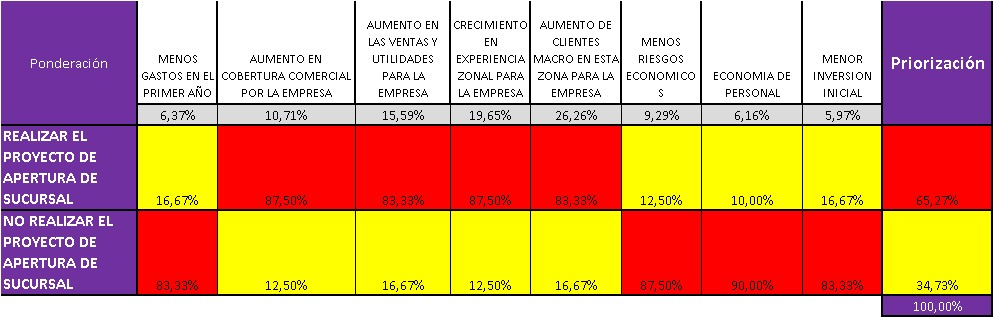 Ponderación
MENOS
GASTOS EN EL
PRIMER AÑO
AUMENTO EN
COBERTURA COMERCIAL
POR LA EMPRESA
AUMENTO EN
LAS VENTAS Y
UTILIDADES
PARA LA
EMPRESA
CRECIMIENTO
EN
EXPERIENCIA
ZONAL PARA
LA EMPRESA
AUMENTO DE
CLIENTES
MACRO EN ESTA
ZONA PARA LA
EMPRESA
MENOS
RIESGOS
ECONOMICO
S
ECONOMIA DE
PERSONAL
MENOR
INVERSION
INICIAL
Priorización
6,37% 10,71% 15,59% 19,65% 26,26% 9,29% 6,16% 5,97%
REALIZAR EL
PROYECTO DE
APERTURA DE
SUCURSAL
16,67% 87,50% 83,33% 87,50% 83,33% 12,50% 10,00% 16,67% 65,27%
NO REALIZAR EL
PROYECTO DE
APERTURA DE
SUCURSAL
83,33% 12,50% 16,67% 12,50% 16,67% 87,50% 90,00% 83,33% 34,73%
100,00%